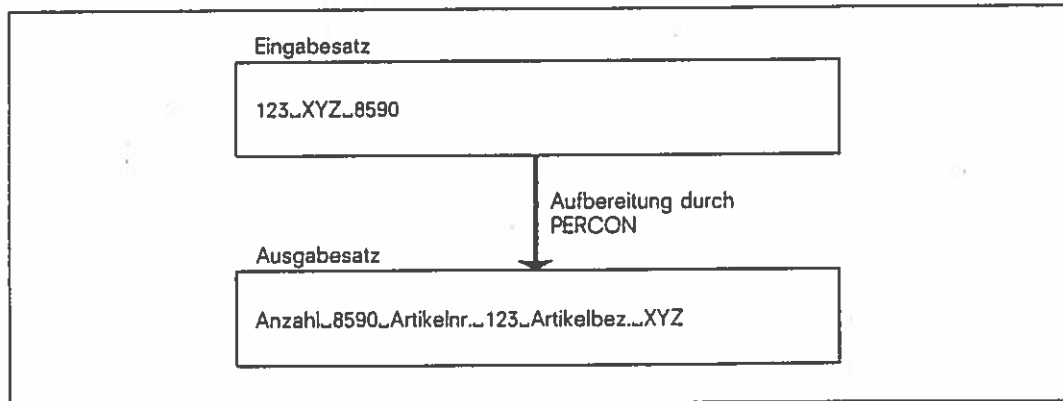 Eingabesatz
123␣XYZ␣8590
Aufbereitung durch
PERCON
Ausgabesatz
Anzahl␣8590␣Artikelnr.␣123␣Artikelbez.␣XYZ